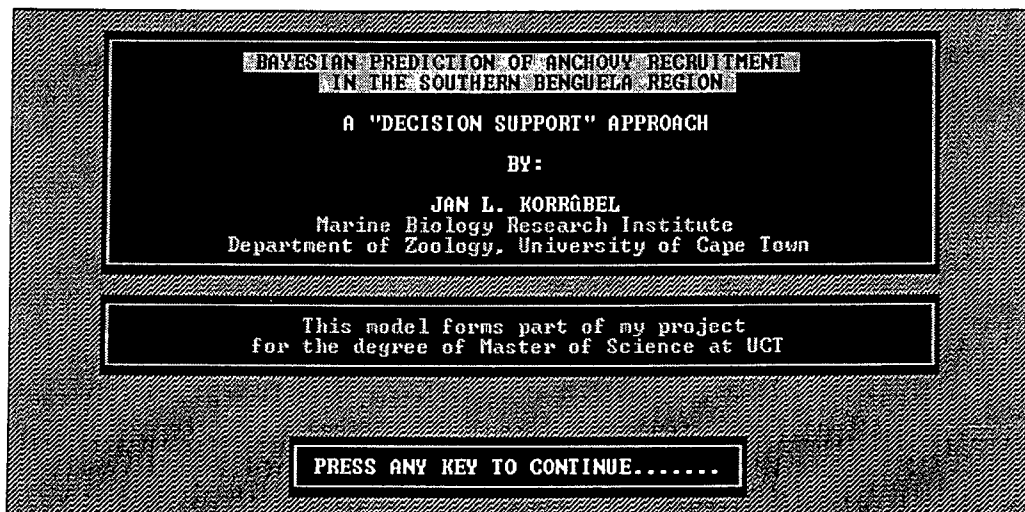 BAYESIAN PREDICTION OF ANCHOVY RECRUITMENT
IN THE SOUTHERN BENGUELA REGION
A "DECISION SUPPORT" APPROACH
BY:
JAN L. KORRûBEL
Marine Biology Research Institute
Department of Zoology, University of Cape Town
This model forms part of my project
for the degree of Master of Science at UCT
PRESS ANY KEY TO CONTINUE.......